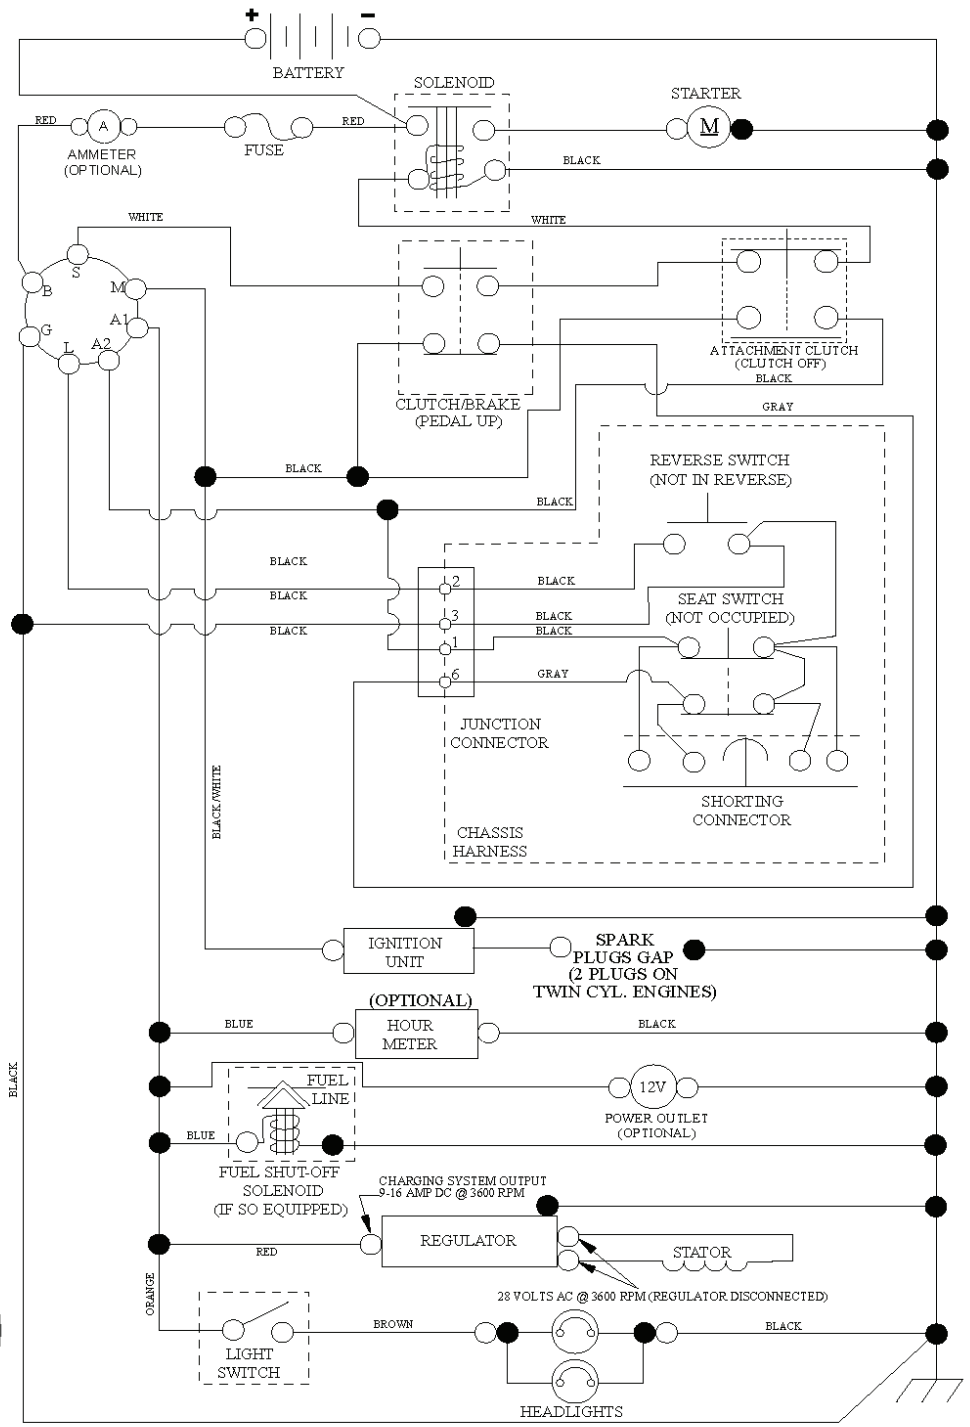 + −
BATTERY
SOLENOID
STARTER
RED
A
RED
M
AMMETER
(OPTIONAL)
FUSE
BLACK
WHITE
WHITE
S
B
M
G
A1
L
A2
ATTACHMENT CLUTCH
(CLUTCH OFF)
BLACK
CLUTCH/BRAKE
(PEDAL UP)
GRAY
REVERSE SWITCH
(NOT IN REVERSE)
BLACK
BLACK
BLACK
2
BLACK
BLACK
SEAT SWITCH
(NOT OCCUPIED)
3
BLACK
BLACK
BLACK
1
6
GRAY
JUNCTION
CONNECTOR
BLACK/WHITE
SHORTING
CONNECTOR
CHASSIS
HARNESS
IGNITION
UNIT
SPARK
PLUGS GAP
(2 PLUGS ON
TWIN CYL. ENGINES)
(OPTIONAL)
BLUE
HOUR
METER
BLACK
BLACK
FUEL
LINE
12V
POWER OUTLET
(OPTIONAL)
BLUE
FUEL SHUT-OFF
SOLENOID
(IF SO EQUIPPED)
CHARGING SYSTEM OUTPUT
9-16 AMP DC @ 3600 RPM
REGULATOR
RED
STATOR
ORANGE
28 VOLTS AC @ 3600 RPM (REGULATOR DISCONNECTED)
BROWN
BLACK
LIGHT
SWITCH
HEADLIGHTS